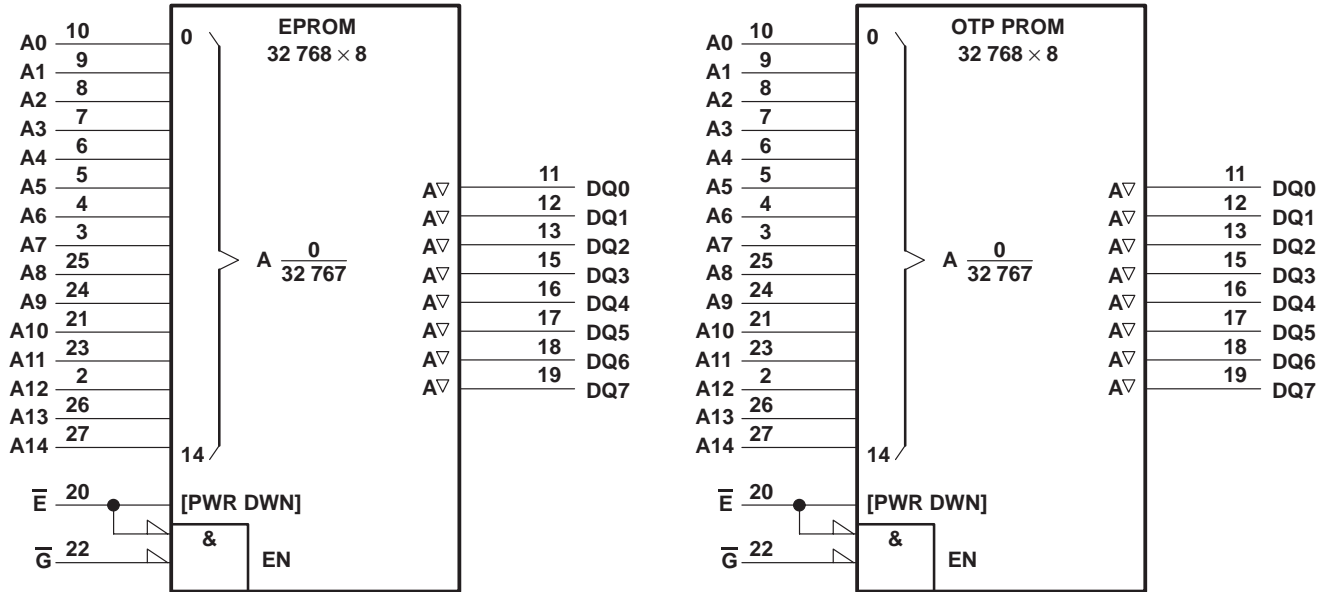 EPROM
32 768 × 8
A0 10 0
A1 9
A2 8
A3 7
A4 6
A5 5 A▽ 11 DQ0
A6 4 A▽ 12 DQ1
A7 3 A▽ 13 DQ2
A 0
32 767
A8 25 A▽ 15 DQ3
A9 24 A▽ 16 DQ4
A10 21 A▽ 17 DQ5
A11 23 A▽ 18 DQ6
A12 2 A▽ 19 DQ7
A13 26
A14 27 14
E̅ 20 [PWR DWN]
&
G̅ 22 EN
OTP PROM
32 768 × 8
A0 10 0
A1 9
A2 8
A3 7
A4 6
A5 5 A▽ 11 DQ0
A6 4 A▽ 12 DQ1
A7 3 A▽ 13 DQ2
A 0
32 767
A8 25 A▽ 15 DQ3
A9 24 A▽ 16 DQ4
A10 21 A▽ 17 DQ5
A11 23 A▽ 18 DQ6
A12 2 A▽ 19 DQ7
A13 26
A14 27 14
E̅ 20 [PWR DWN]
&
G̅ 22 EN